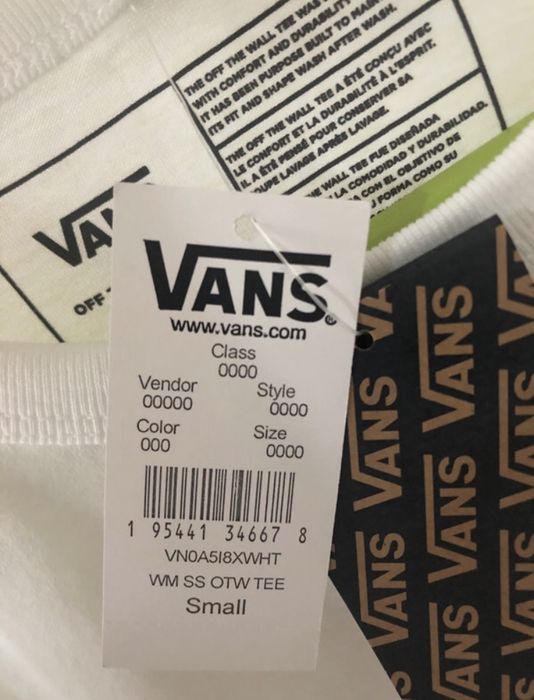 THE OFF THE WALL TEE WAS
WITH COMFORT AND DURABILITY
IT HAS BEEN PURPOSE BUILT TO MAIN
ITS FIT AND SHAPE WASH AFTER WASH.
THE OFF THE WALL TEE A ÉTÉ CONÇU AVEC
LE CONFORT ET LA DURABILITÉ À L'ESPRIT.
IL A ÉTÉ PENSÉ POUR CONSERVER SA
COUPE LAVAGE APRÈS LAVAGE.
THE WALL TEE FUE DISEÑADA
LA COMODIDAD Y DURABILIDAD.
CON EL OBJETIVO DE
FORMA COMO SU
VANS
OFF
VANS
www.vans.com
Class
0000
Vendor Style
00000 0000
Color Size
000 0000
1 95441 34667 8
VN0A5I8XWHT
WM SS OTW TEE
Small
VANS
VANS
VANS
VANS
VANS
VANS